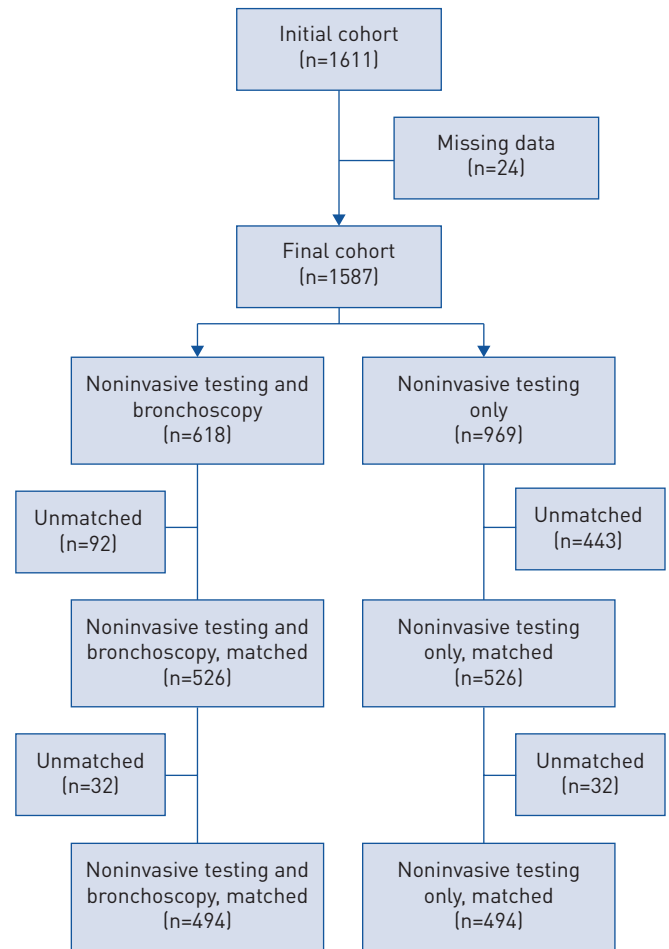 Initial cohort
(n=1611)
Missing data
(n=24)
Final cohort
(n=1587)
Noninvasive testing and
bronchoscopy
(n=618)
Noninvasive testing
only
(n=969)
Unmatched
(n=92)
Unmatched
(n=443)
Noninvasive testing and
bronchoscopy, matched
(n=526)
Noninvasive testing
only, matched
(n=526)
Unmatched
(n=32)
Unmatched
(n=32)
Noninvasive testing and
bronchoscopy, matched
(n=494)
Noninvasive testing
only, matched
(n=494)